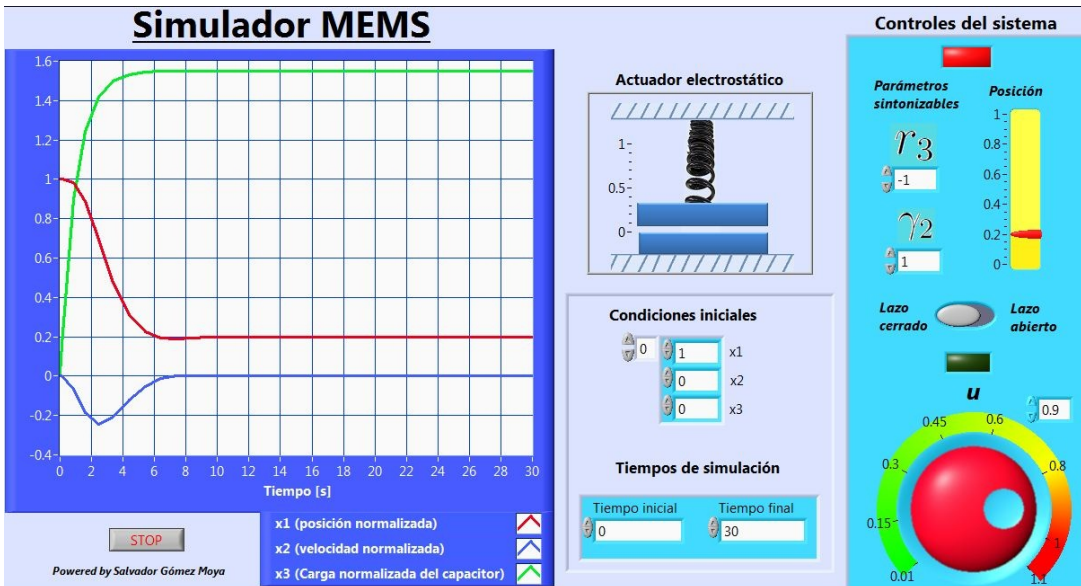 Simulador MEMS
1.6
1.4
1.2
1
0.8
0.6
0.4
0.2
0
-0.2
-0.4
0 2 4 6 8 10 12 14 16 18 20 22 24 26 28 30
Tiempo [s]
STOP
Powered by Salvador Gómez Moya
x1 (posición normalizada)
x2 (velocidad normalizada)
x3 (Carga normalizada del capacitor)
Actuador electrostático
1
0.5
0
Condiciones iniciales
0
1 x1
0 x2
0 x3
Tiempos de simulación
Tiempo inicial Tiempo final
0 30
Controles del sistema
Parámetros
sintonizables
r3
-1
γ2
1
Posición
1
0.8
0.6
0.4
0.2
0
Lazo
cerrado
Lazo
abierto
u
0.9
0.01
0.15
0.3
0.45
0.6
0.8
1
1.1